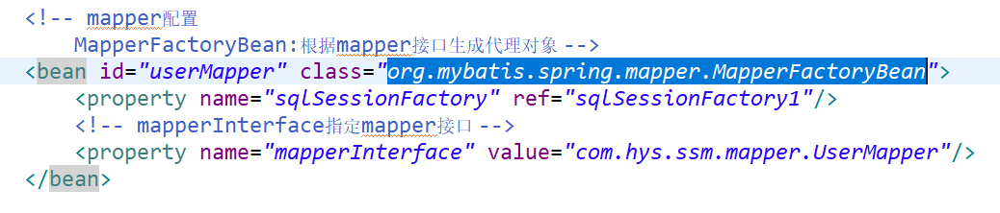 <!-- mapper配置
MapperFactoryBean:根据mapper接口生成代理对象 -->
<bean id="userMapper" class="org.mybatis.spring.mapper.MapperFactoryBean">
<property name="sqlSessionFactory" ref="sqlSessionFactory1"/>
<!-- mapperInterface指定mapper接口 -->
<property name="mapperInterface" value="com.hys.ssm.mapper.UserMapper"/>
</bean>